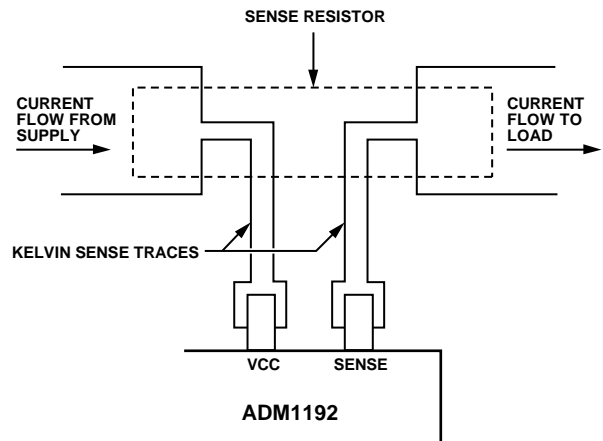 SENSE RESISTOR
CURRENT
FLOW FROM
SUPPLY
CURRENT
FLOW TO
LOAD
KELVIN SENSE TRACES
VCC
SENSE
ADM1192